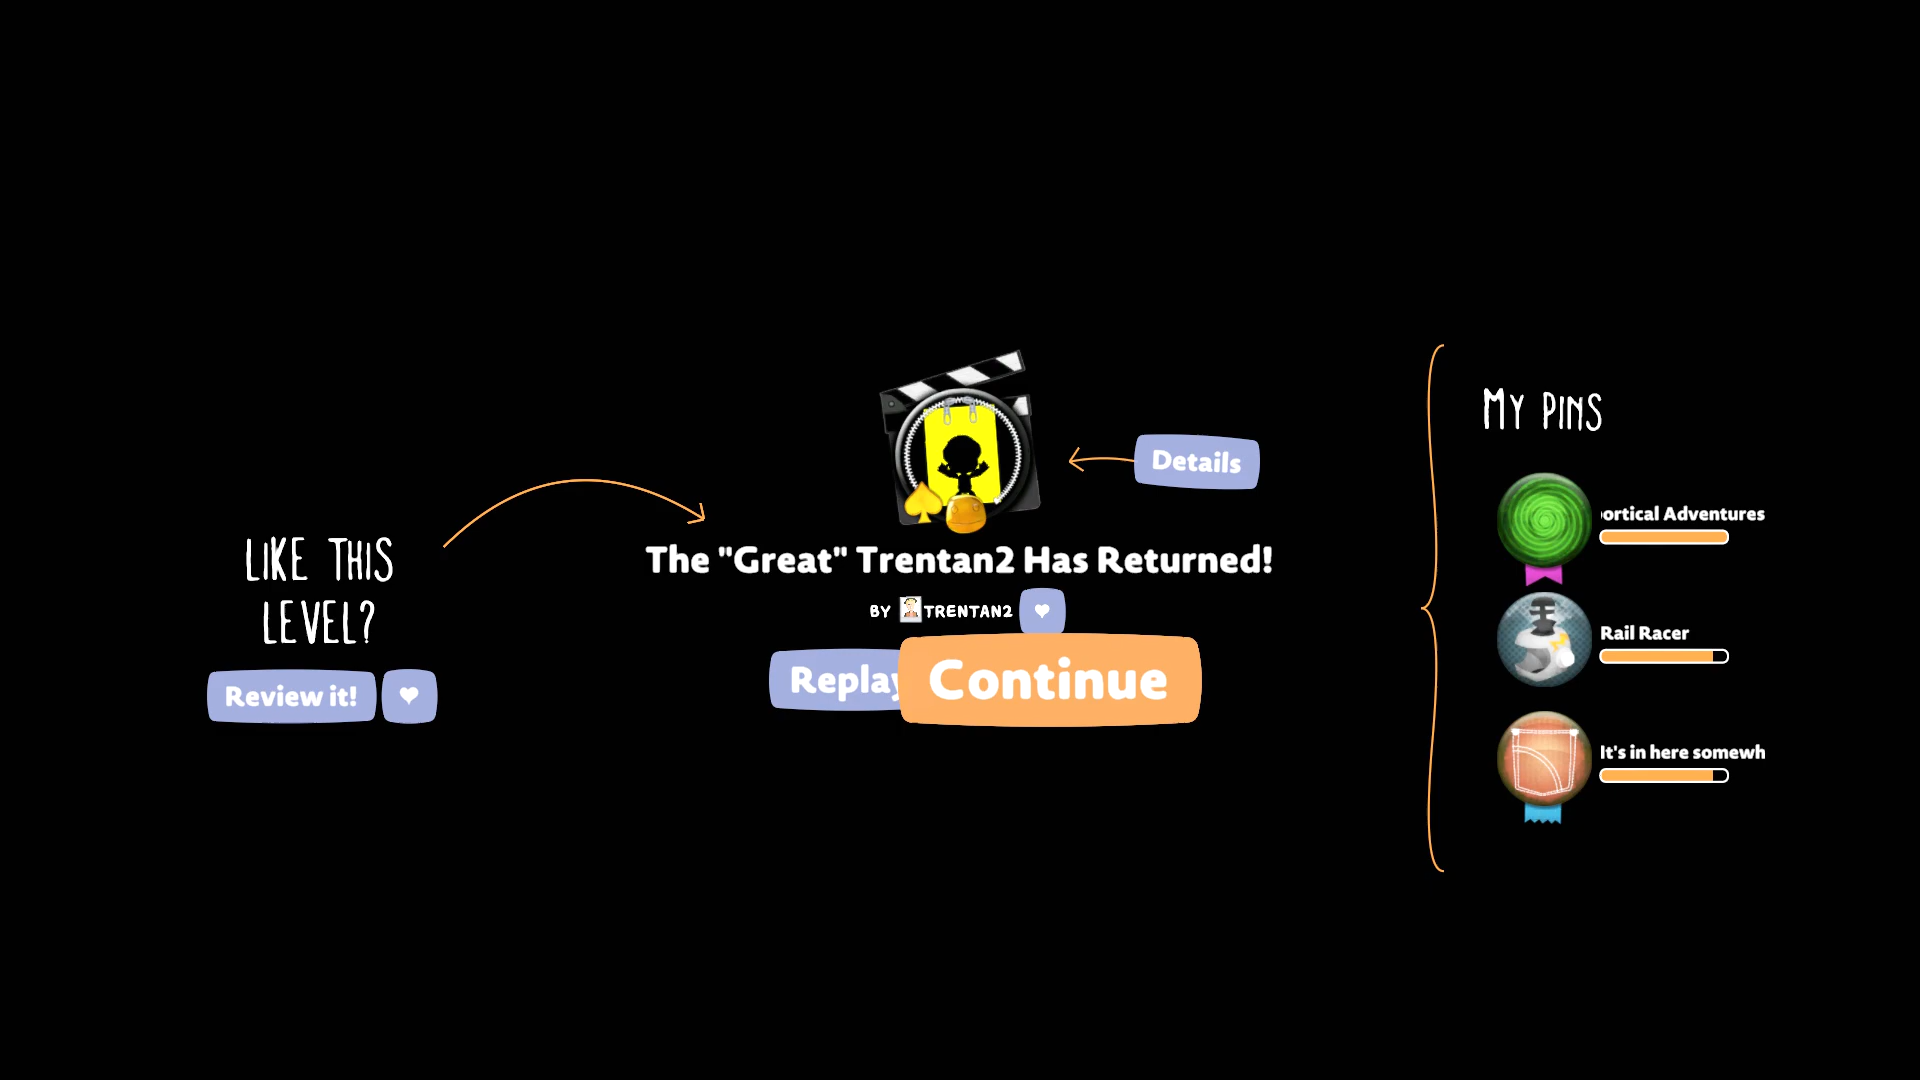 LIKE THIS
LEVEL?
Review it!
Details
The "Great" Trentan2 Has Returned!
BY TRENTAN2
Replay
Continue
My pins
ortical Adventures
Rail Racer
It's in here somewh